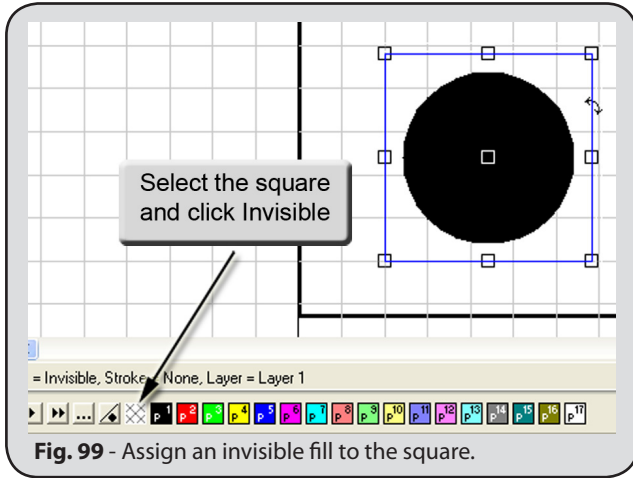 Select the square
and click Invisible
= Invisible, Stroke = None, Layer = Layer 1
... p1 p2 p3 p4 p5 p6 p7 p8 p9 p10 p11 p12 p13 p14 p15 p16 p17
Fig. 99 - Assign an invisible fill to the square.